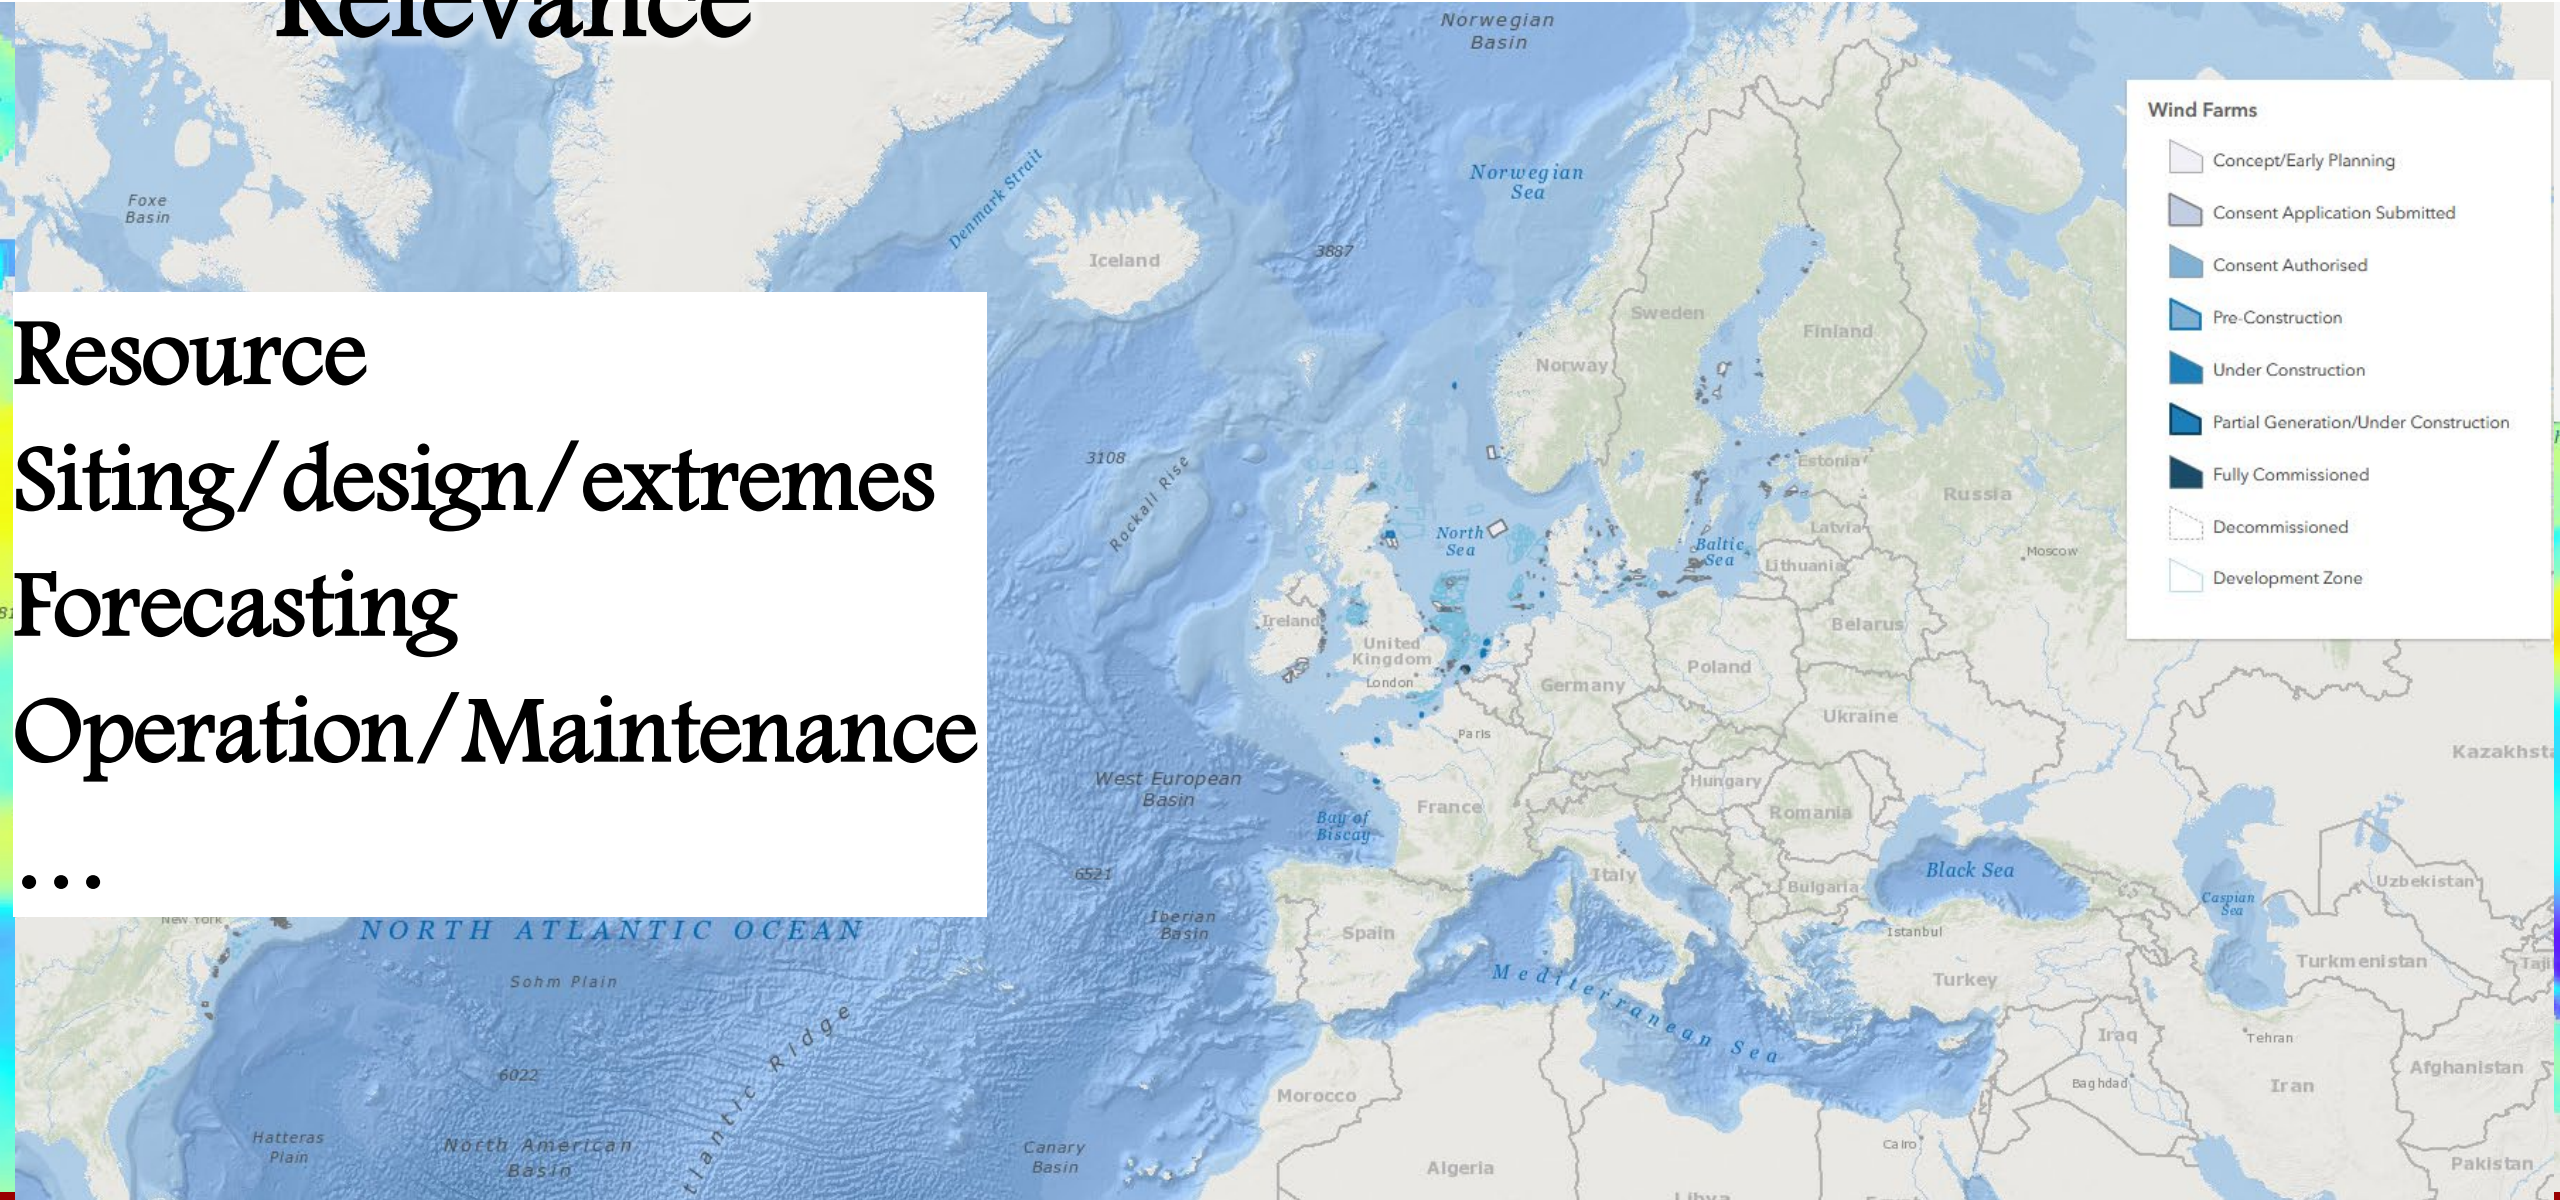 Relevance
Norwegian
Basin
Foxe
Basin
Denmark Strait
Norwegian
Sea
Iceland
3887
Sweden
Finland
Norway
Wind Farms
Concept/Early Planning
Consent Application Submitted
Consent Authorised
Pre-Construction
Under Construction
Partial Generation/Under Construction
Fully Commissioned
Decommissioned
Development Zone
Resource
Siting/design/extremes
Forecasting
Operation/Maintenance
...
3108
Rockall Rise
North
Sea
Baltic
Sea
Estonia
Latvia
Lithuania
Russia
Moscow
Ireland
United
Kingdom
London
Belarus
Poland
Germany
Ukraine
Paris
Kazakhst
West European
Basin
Hungary
France
Romania
Bay of
Biscay
6521
Italy
Bulgaria
Black Sea
Caspian
Sea
Uzbekistan
New York
NORTH ATLANTIC OCEAN
Iberian
Basin
Spain
Istanbul
Turkey
Turkmenistan
Taji
Sohm Plain
Mediterranean Sea
Iraq
Tehran
6022
tlantic Ridge
Morocco
Baghdad
Iran
Afghanistan
Hatteras
Plain
North American
Basin
Canary
Basin
Cairo
Algeria
Pakistan
Libya